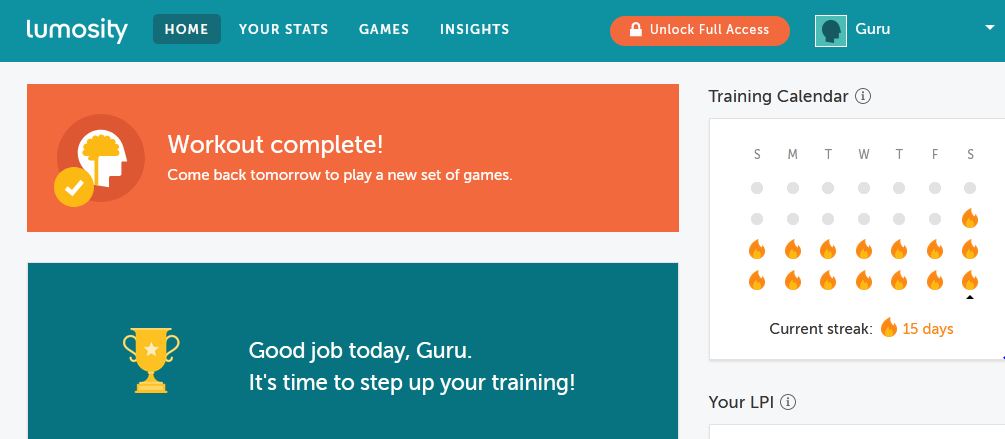 lumosity HOME YOUR STATS GAMES INSIGHTS Unlock Full Access Guru
Workout complete!
Come back tomorrow to play a new set of games.
Good job today, Guru.
It's time to step up your training!
Training Calendar
S M T W T F S
Current streak: 15 days
Your LPI